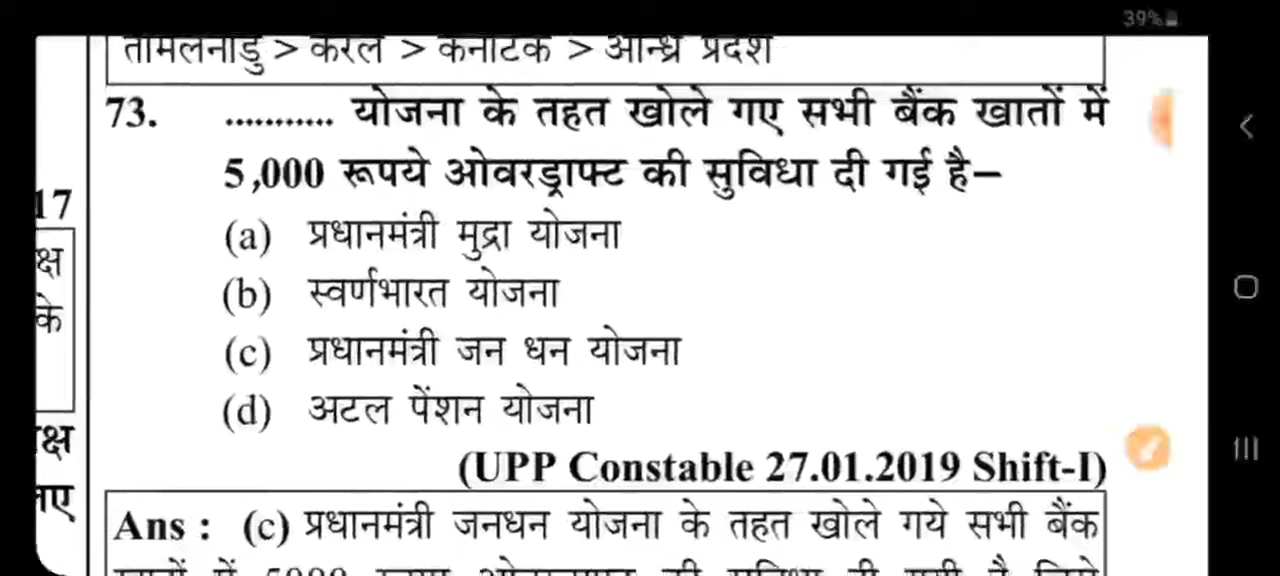 39%
तामिलनाडु > केरल > कर्नाटक > आन्ध्र प्रदेश
73. ............ योजना के तहत खोले गए सभी बैंक खातों में
5,000 रूपये ओवरड्राफ्ट की सुविधा दी गई है–
17
(a) प्रधानमंत्री मुद्रा योजना
क्ष
(b) स्वर्णभारत योजना
के
(c) प्रधानमंत्री जन धन योजना
(d) अटल पेंशन योजना
क्ष
(UPP Constable 27.01.2019 Shift-I)
Ans : (c) प्रधानमंत्री जनधन योजना के तहत खोले गये सभी बैंक